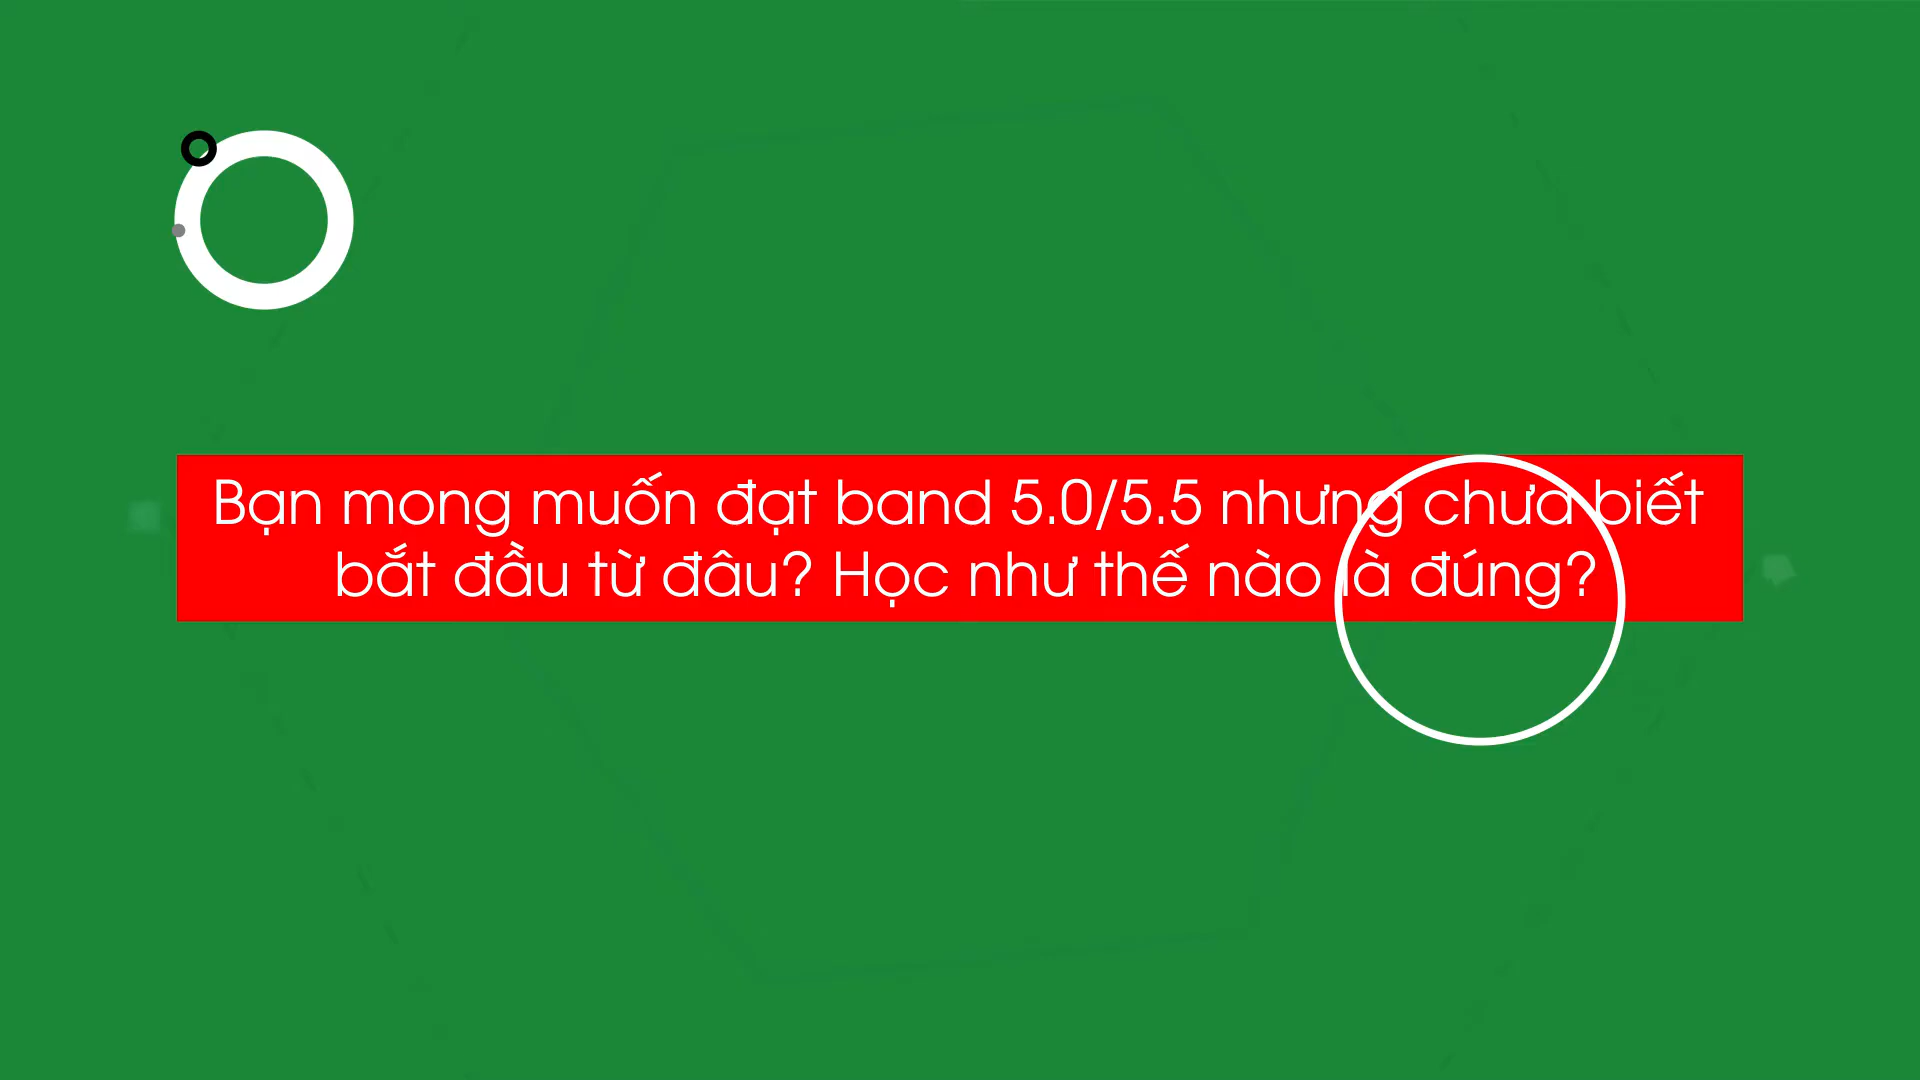 Bạn mong muốn đạt band 5.0/5.5 nhưng chưa biết
bắt đầu từ đâu? Học như thế nào là đúng?